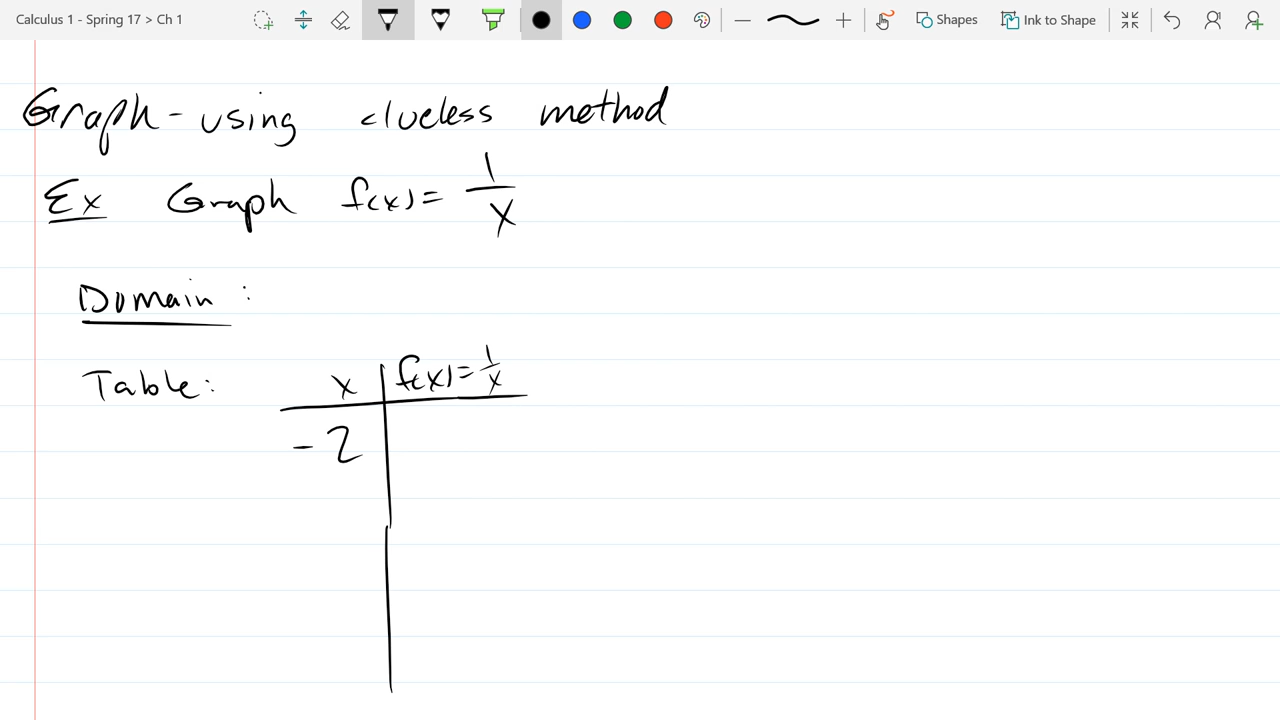 Calculus 1 - Spring 17 > Ch 1
Shapes
Ink to Shape
Graph - using clueless method
Ex Graph f(x) = 1/x
Domain :
Table: x | f(x) = 1/x
-2